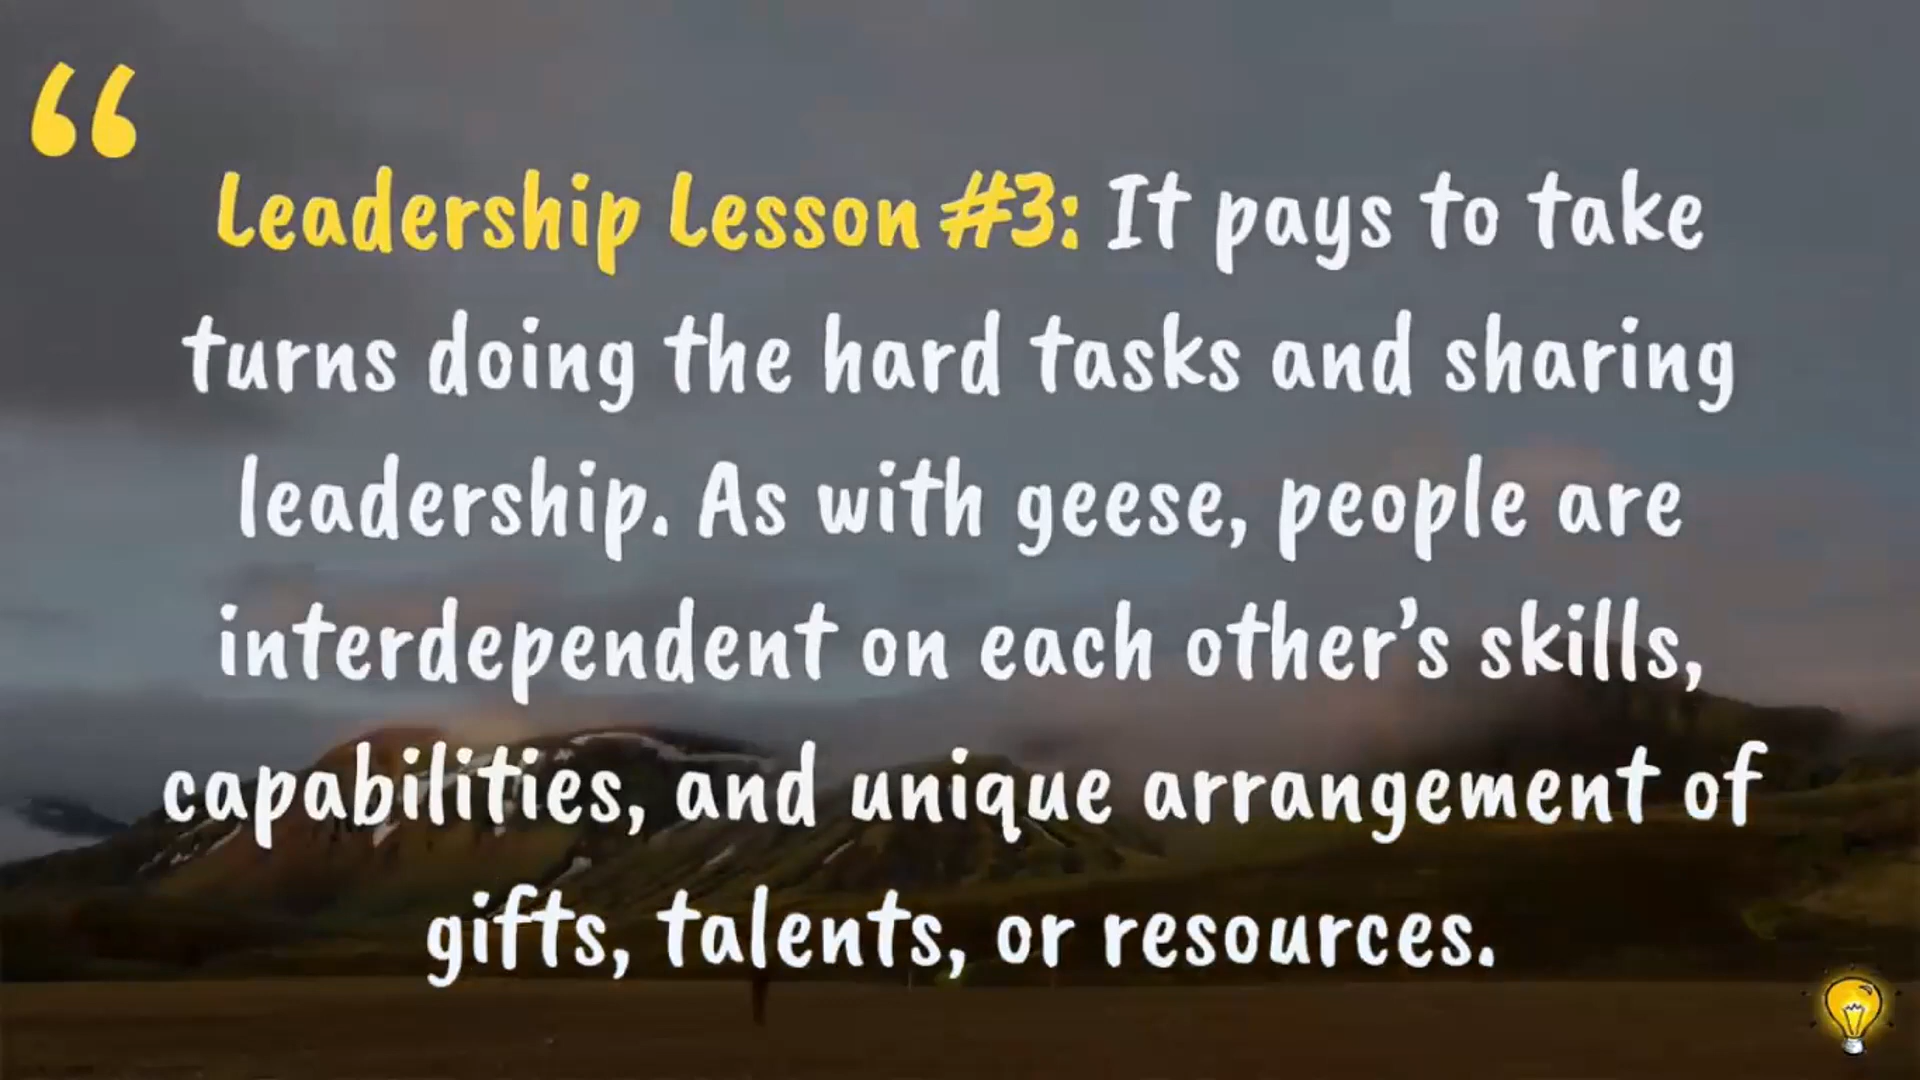 “
Leadership Lesson #3: It pays to take
turns doing the hard tasks and sharing
leadership. As with geese, people are
interdependent on each other’s skills,
capabilities, and unique arrangement of
gifts, talents, or resources.